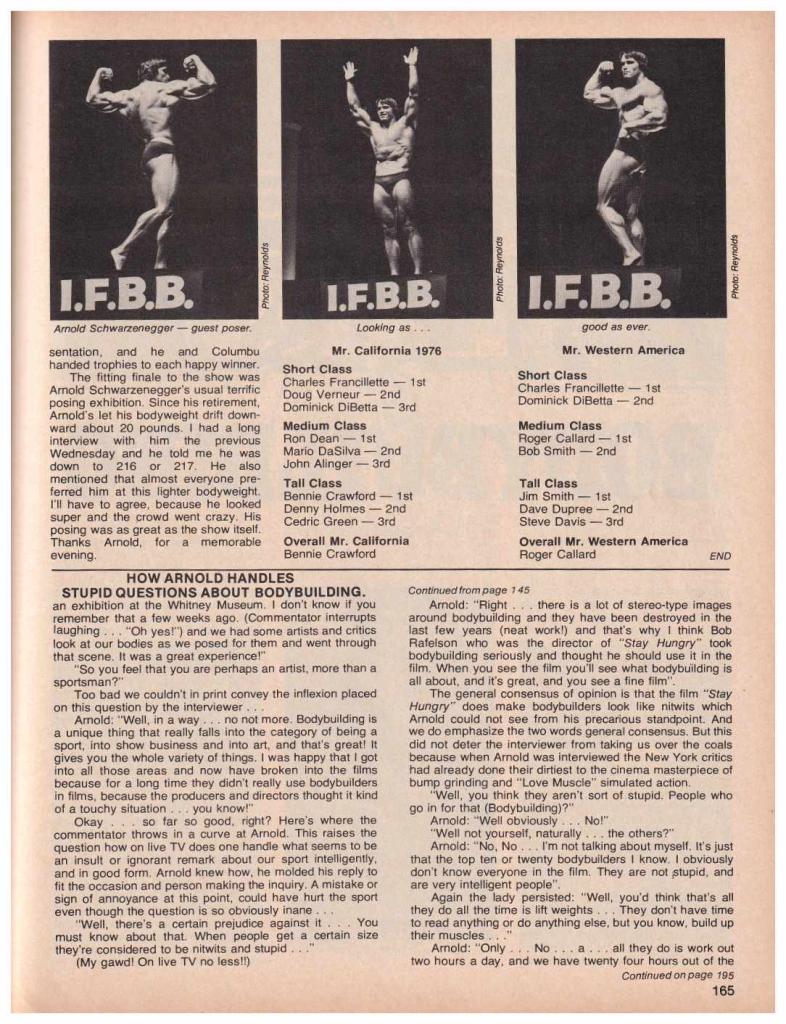 I.F.B.B.
Photo: Reynolds
I.F.B.B.
Photo: Reynolds
I.F.B.B.
Photo: Reynolds
Arnold Schwarzenegger — guest poser.
Looking as . . .
good as ever.
sentation, and he and Columbu
handed trophies to each happy winner.
The fitting finale to the show was
Arnold Schwarzenegger's usual terrific
posing exhibition. Since his retirement,
Arnold's let his bodyweight drift down-
ward about 20 pounds. I had a long
interview with him the previous
Wednesday and he told me he was
down to 216 or 217. He also
mentioned that almost everyone pre-
ferred him at this lighter bodyweight.
I'll have to agree, because he looked
super and the crowd went crazy. His
posing was as great as the show itself.
Thanks Arnold, for a memorable
evening.
Mr. California 1976
Short Class
Charles Francillette — 1st
Doug Verneur — 2nd
Dominick DiBetta — 3rd
Medium Class
Ron Dean — 1st
Mario DaSilva — 2nd
John Alinger — 3rd
Tall Class
Bennie Crawford — 1st
Denny Holmes — 2nd
Cedric Green — 3rd
Overall Mr. California
Bennie Crawford
Mr. Western America
Short Class
Charles Francillette — 1st
Dominick DiBetta — 2nd
Medium Class
Roger Callard — 1st
Bob Smith — 2nd
Tall Class
Jim Smith — 1st
Dave Dupree — 2nd
Steve Davis — 3rd
Overall Mr. Western America
Roger Callard
END
HOW ARNOLD HANDLES
STUPID QUESTIONS ABOUT BODYBUILDING.
an exhibition at the Whitney Museum. I don't know if you
remember that a few weeks ago. (Commentator interrupts
laughing . . . "Oh yes!") and we had some artists and critics
look at our bodies as we posed for them and went through
that scene. It was a great experience!"
"So you feel that you are perhaps an artist, more than a
sportsman?"
Too bad we couldn't in print convey the inflexion placed
on this question by the interviewer . . .
Arnold: "Well, in a way . . . no not more. Bodybuilding is
a unique thing that really falls into the category of being a
sport, into show business and into art, and that's great! It
gives you the whole variety of things. I was happy that I got
into all those areas and now have broken into the films
because for a long time they didn't really use bodybuilders
in films, because the producers and directors thought it kind
of a touchy situation . . . you know!"
Okay . . . so far so good, right? Here's where the
commentator throws in a curve at Arnold. This raises the
question how on live TV does one handle what seems to be
an insult or ignorant remark about our sport intelligently,
and in good form. Arnold knew how, he molded his reply to
fit the occasion and person making the inquiry. A mistake or
sign of annoyance at this point, could have hurt the sport
even though the question is so obviously inane . . .
"Well, there's a certain prejudice against it . . . You
must know about that. When people get a certain size
they're considered to be nitwits and stupid . . ."
(My gawd! On live TV no less!!)
Continued from page 145
Arnold: "Right . . . there is a lot of stereo-type images
around bodybuilding and they have been destroyed in the
last few years (neat work!) and that's why I think Bob
Rafelson who was the director of "Stay Hungry" took
bodybuilding seriously and thought he should use it in the
film. When you see the film you'll see what bodybuilding is
all about, and it's great, and you see a fine film".
The general consensus of opinion is that the film "Stay
Hungry" does make bodybuilders look like nitwits which
Arnold could not see from his precarious standpoint. And
we do emphasize the two words general consensus. But this
did not deter the interviewer from taking us over the coals
because when Arnold was interviewed the New York critics
had already done their dirtiest to the cinema masterpiece of
bump grinding and "Love Muscle" simulated action.
"Well, you think they aren't sort of stupid. People who
go in for that (Bodybuilding)?"
Arnold: "Well obviously . . . No!"
"Well not yourself, naturally . . . the others?"
Arnold: "No, No . . . I'm not talking about myself. It's just
that the top ten or twenty bodybuilders I know. I obviously
don't know everyone in the film. They are not stupid, and
are very intelligent people".
Again the lady persisted: "Well, you'd think that's all
they do all the time is lift weights . . . They don't have time
to read anything or do anything else, but you know, build up
their muscles . . ."
Arnold: "Only . . . No . . . a . . . all they do is work out
two hours a day, and we have twenty four hours out of the
Continued on page 195
165